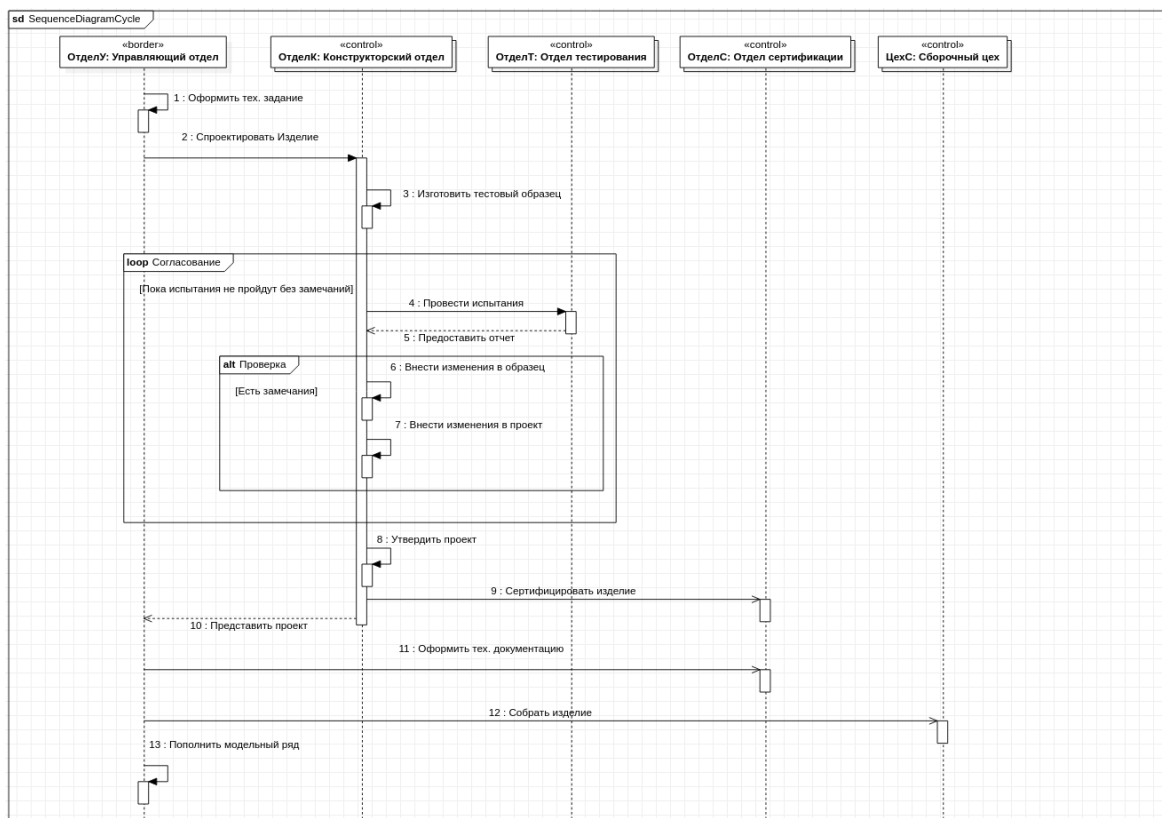 sd SequenceDiagramCycle
«border»
ОтделУ: Управляющий отдел
«control»
ОтделК: Конструкторский отдел
«control»
ОтделТ: Отдел тестирования
«control»
ОтделС: Отдел сертификации
«control»
ЦехС: Сборочный цех
1 : Оформить тех. задание
2 : Спроектировать Изделие
3 : Изготовить тестовый образец
loop Согласование
[Пока испытания не пройдут без замечаний]
4 : Провести испытания
5 : Предоставить отчет
alt Проверка
6 : Внести изменения в образец
[Есть замечания]
7 : Внести изменения в проект
8 : Утвердить проект
9 : Сертифицировать изделие
10 : Представить проект
11 : Оформить тех. документацию
12 : Собрать изделие
13 : Пополнить модельный ряд